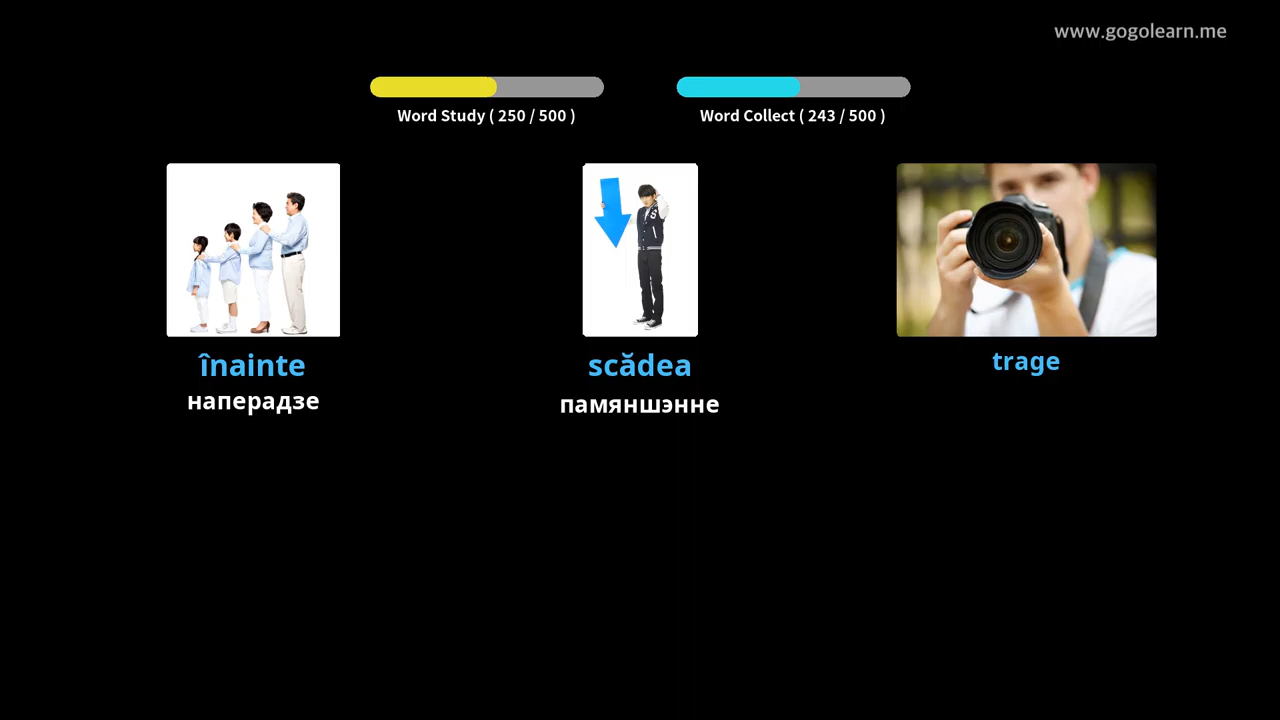 www.gogolearn.me
Word Study ( 250 / 500 )
Word Collect ( 243 / 500 )
înainte
scădea
trage
наперадзе
памяншэнне